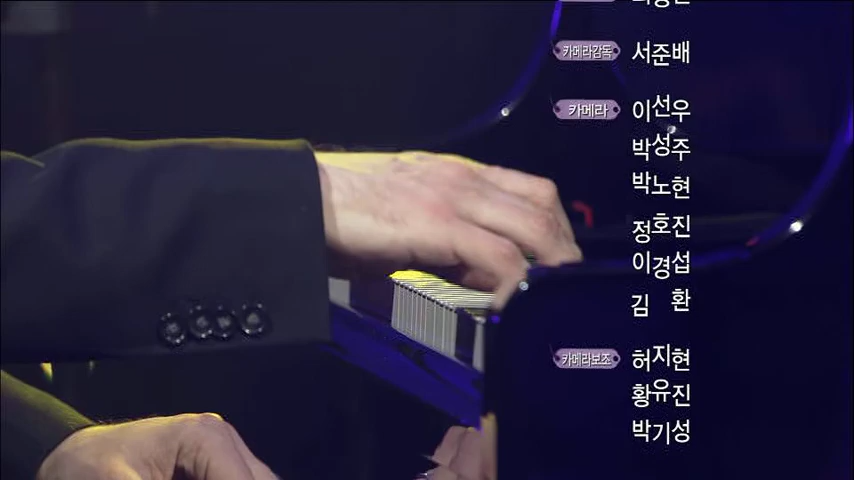 카메라감독 서준배
카메라 이선우
박성주
박노현
정호진
이경섭
김 환
카메라보조 허지현
황유진
박기성